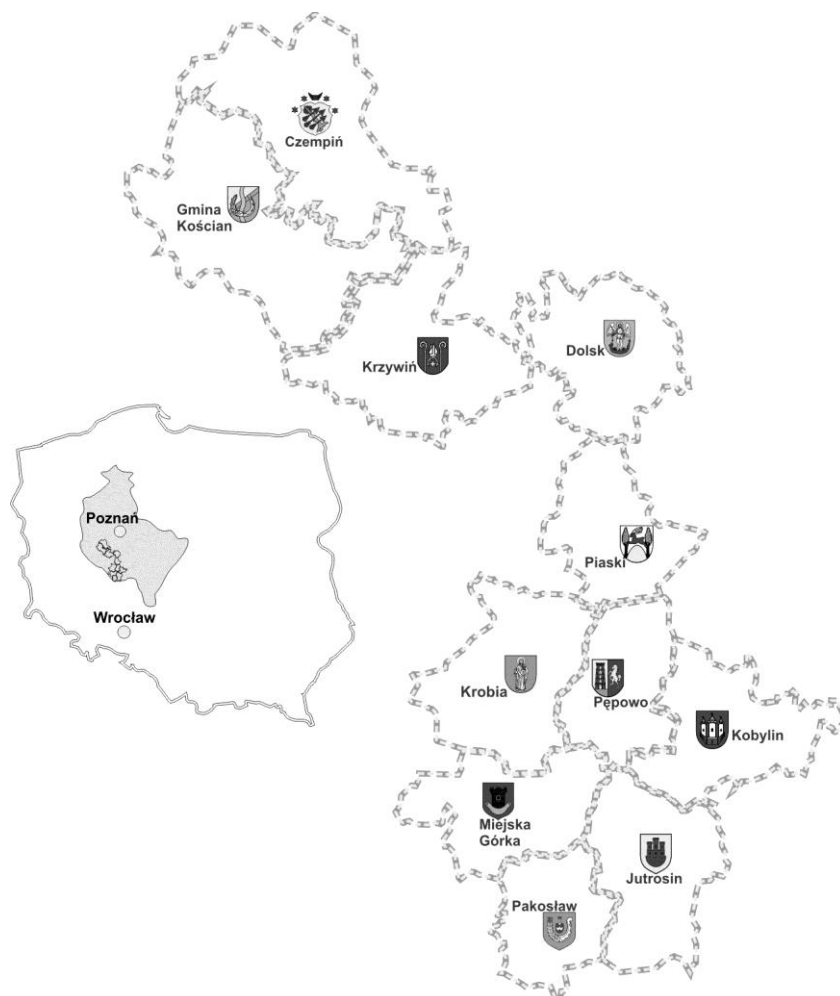 Czempiń
Gmina
Kościan
Krzywiń
Dolsk
Poznań
Wrocław
Piaski
Krobia
Pępowo
Kobylin
Miejska
Górka
Jutrosin
Pakosław